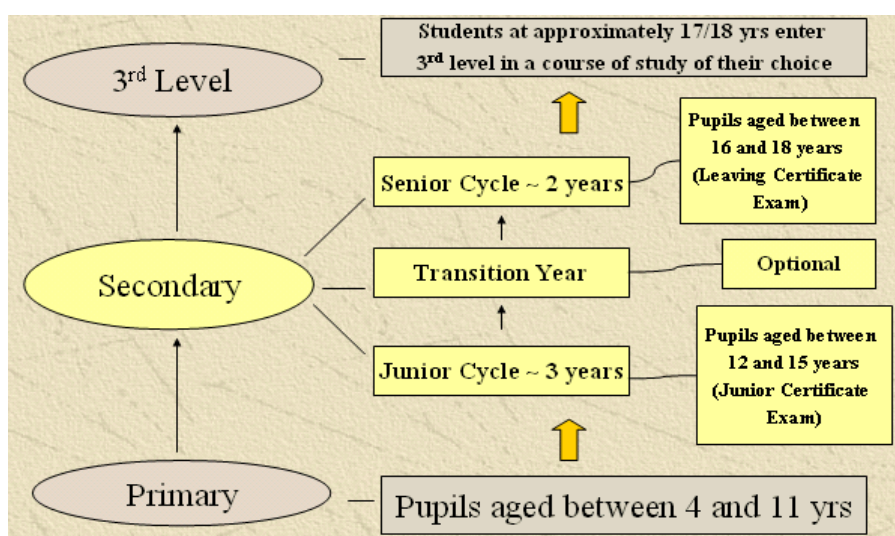 Students at approximately 17/18 yrs enter
3rd level in a course of study of their choice
3rd Level
Pupils aged between
16 and 18 years
(Leaving Certificate
Exam)
Senior Cycle ~ 2 years
Secondary
Transition Year
Optional
Junior Cycle ~ 3 years
Pupils aged between
12 and 15 years
(Junior Certificate
Exam)
Primary
Pupils aged between 4 and 11 yrs